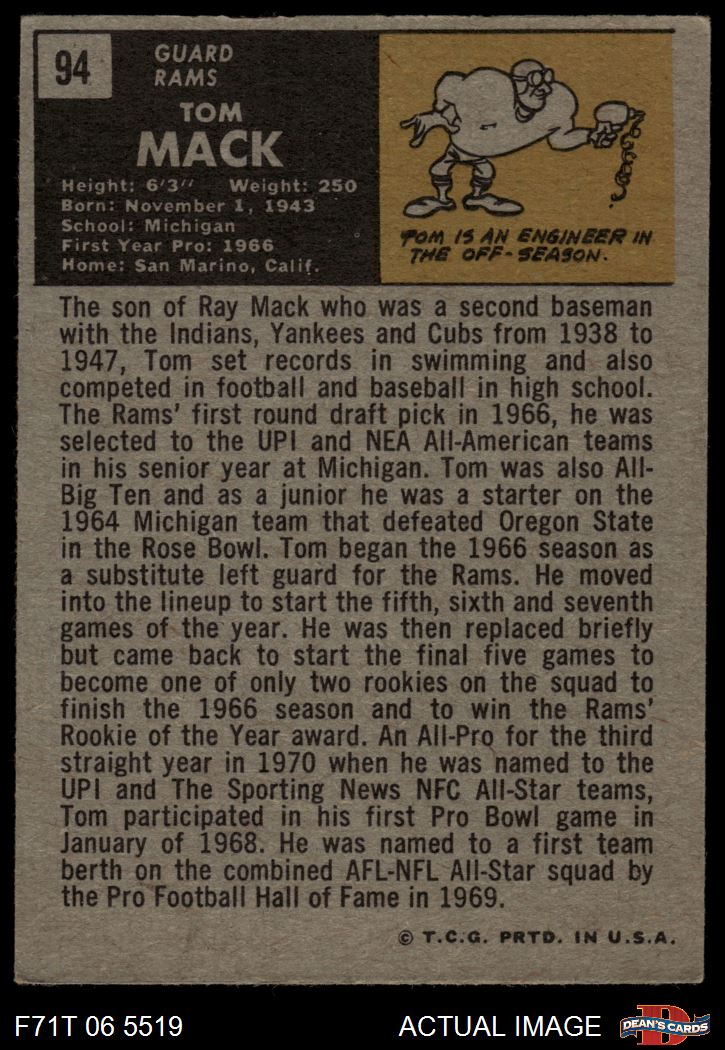 94
GUARD
RAMS
TOM
MACK
Height: 6'3" Weight: 250
Born: November 1, 1943
School: Michigan
First Year Pro: 1966
Home: San Marino, Calif.
TOM IS AN ENGINEER IN
THE OFF-SEASON.
The son of Ray Mack who was a second baseman
with the Indians, Yankees and Cubs from 1938 to
1947, Tom set records in swimming and also
competed in football and baseball in high school.
The Rams' first round draft pick in 1966, he was
selected to the UPI and NEA All-American teams
in his senior year at Michigan. Tom was also All-
Big Ten and as a junior he was a starter on the
1964 Michigan team that defeated Oregon State
in the Rose Bowl. Tom began the 1966 season as
a substitute left guard for the Rams. He moved
into the lineup to start the fifth, sixth and seventh
games of the year. He was then replaced briefly
but came back to start the final five games to
become one of only two rookies on the squad to
finish the 1966 season and to win the Rams'
Rookie of the Year award. An All-Pro for the third
straight year in 1970 when he was named to the
UPI and The Sporting News NFC All-Star teams,
Tom participated in his first Pro Bowl game in
January of 1968. He was named to a first team
berth on the combined AFL-NFL All-Star squad by
the Pro Football Hall of Fame in 1969.
© T.C.G. PRTD. IN U.S.A.
F71T 06 5519
ACTUAL IMAGE
D
DEAN'S CARDS